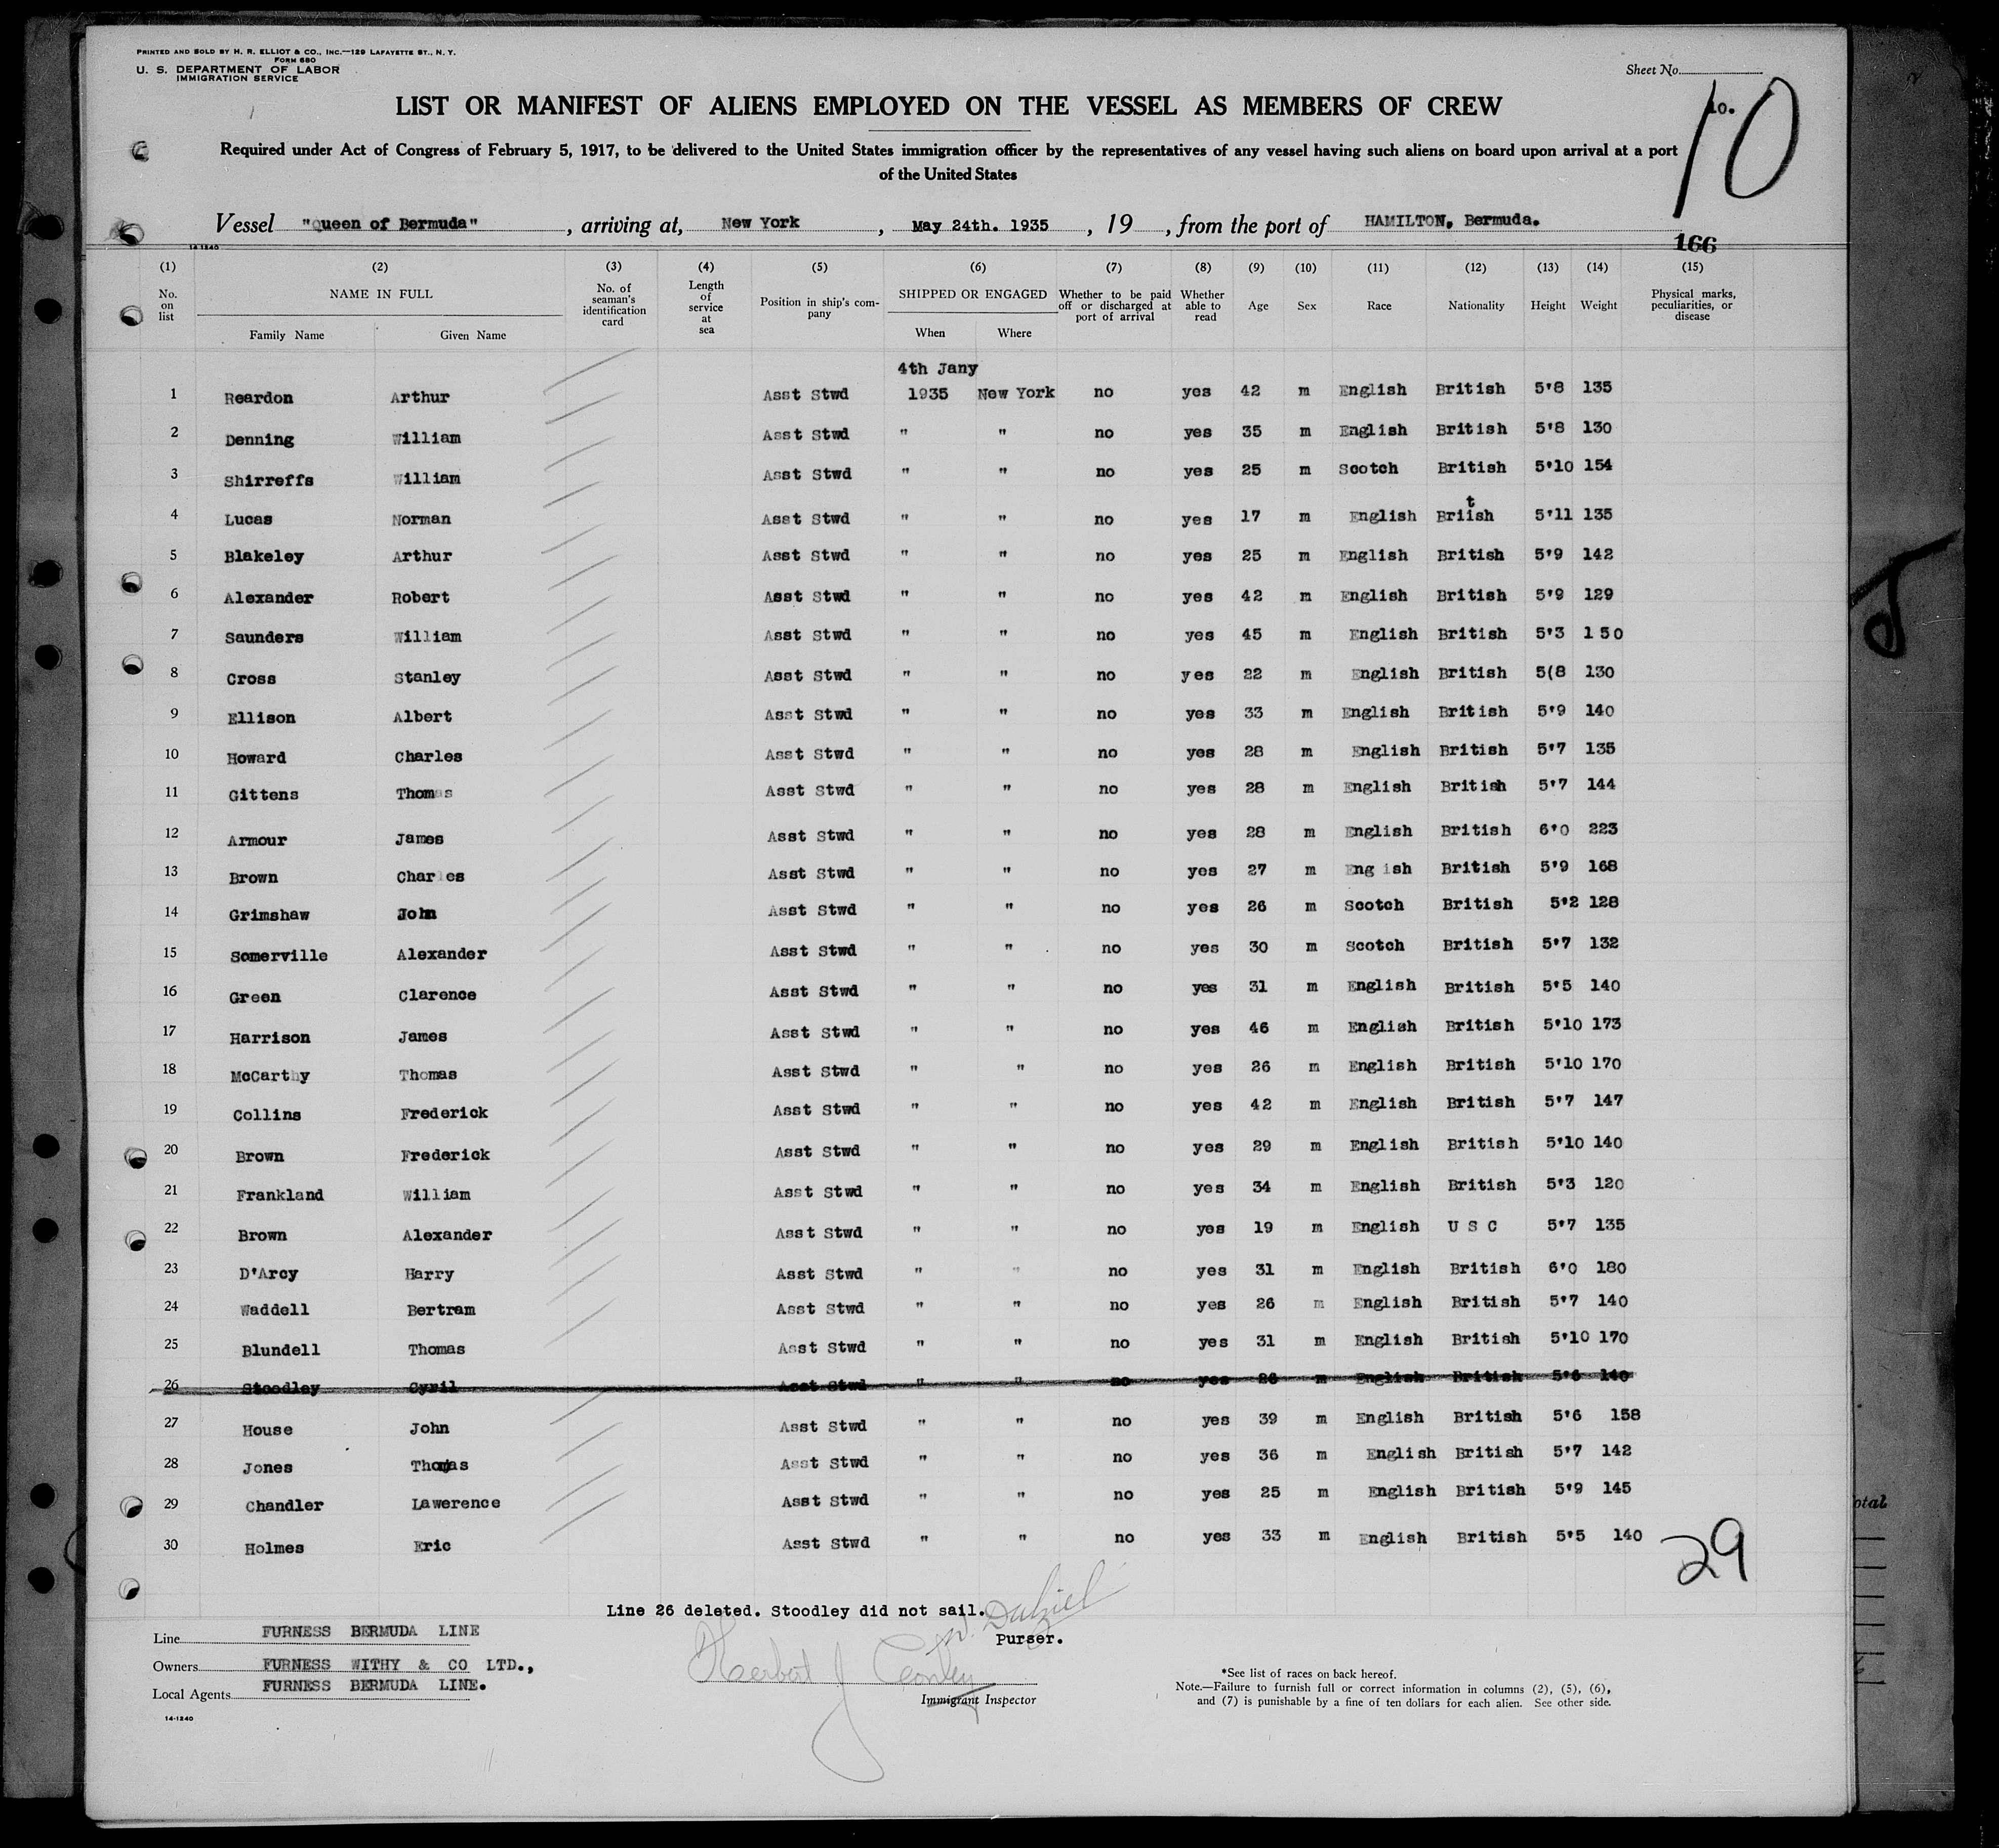 PRINTED AND SOLD BY H. R. ELLIOT & CO., INC.—129 LAFAYETTE ST., N. Y.
FORM 680
U. S. DEPARTMENT OF LABOR
IMMIGRATION SERVICE
Sheet No.
10.
10
LIST OR MANIFEST OF ALIENS EMPLOYED ON THE VESSEL AS MEMBERS OF CREW
Required under Act of Congress of February 5, 1917, to be delivered to the United States immigration officer by the representatives of any vessel having such aliens on board upon arrival at a port
of the United States
Vessel "Queen of Bermuda" , arriving at, New York , May 24th. 1935 , 19 , from the port of HAMILTON, Bermuda.
14-1240
166
(1) (2) (3) (4) (5) (6) (7) (8) (9) (10) (11) (12) (13) (14) (15)
No. on list NAME IN FULL Family Name Given Name No. of seaman's identification card Length of service at sea Position in ship's company SHIPPED OR ENGAGED When Where Whether to be paid off or discharged at port of arrival Whether able to read Age Sex Race Nationality Height Weight Physical marks, peculiarities, or disease
4th Jany
1 Reardon Arthur Asst Stwd 1935 New York no yes 42 m English British 5'8 135
2 Denning William Asst Stwd " " no yes 35 m English British 5'8 130
3 Shirreffs William Asst Stwd " " no yes 25 m Scotch British 5'10 154
t
4 Lucas Norman Asst Stwd " " no yes 17 m English Briish 5'11 135
5 Blakeley Arthur Asst Stwd " " no yes 25 m English British 5'9 142
6 Alexander Robert Asst Stwd " " no yes 42 m English British 5'9 129
7 Saunders William Asst Stwd " " no yes 45 m English British 5'3 1 50
8 Cross Stanley Asst Stwd " " no yes 22 m English British 5(8 130
9 Ellison Albert Asst Stwd " " no yes 33 m English British 5'9 140
10 Howard Charles Asst Stwd " " no yes 28 m English British 5'7 135
11 Gittens Thomas Asst Stwd " " no yes 28 m English British 5'7 144
12 Armour James Asst Stwd " " no yes 28 m English British 6'0 223
13 Brown Charles Asst Stwd " " no yes 27 m English British 5'9 168
14 Grimshaw John Asst Stwd " " no yes 26 m Scotch British 5'2 128
15 Somerville Alexander Asst Stwd " " no yes 30 m Scotch British 5'7 132
16 Green Clarence Asst Stwd " " no yes 31 m English British 5'5 140
17 Harrison James Asst Stwd " " no yes 46 m English British 5'10 173
18 McCarthy Thomas Asst Stwd " " no yes 26 m English British 5'10 170
19 Collins Frederick Asst Stwd " " no yes 42 m English British 5'7 147
20 Brown Frederick Asst Stwd " " no yes 29 m English British 5'10 140
21 Frankland William Asst Stwd " " no yes 34 m English British 5'3 120
22 Brown Alexander Asst Stwd " " no yes 19 m English U S C 5'7 135
23 D'Arcy Harry Asst Stwd " " no yes 31 m English British 6'0 180
24 Waddell Bertram Asst Stwd " " no yes 26 m English British 5'7 140
25 Blundell Thomas Asst Stwd " " no yes 31 m English British 5'10 170
26 Stoodley Cyril Asst Stwd " " no yes 26 m English British 5'6 140
27 House John Asst Stwd " " no yes 39 m English British 5'6 158
28 Jones Thomas Asst Stwd " " no yes 36 m English British 5'7 142
29 Chandler Lawerence Asst Stwd " " no yes 25 m English British 5'9 145
30 Holmes Eric Asst Stwd " " no yes 33 m English British 5'5 140
29
Line 26 deleted. Stoodley did not sail.
Purser.
Line FURNESS BERMUDA LINE
Owners FURNESS WITHY & CO LTD.,
Local Agents FURNESS BERMUDA LINE.
Herbert J
Immigrant Inspector
14-1240
*See list of races on back hereof.
Note.—Failure to furnish full or correct information in columns (2), (5), (6),
and (7) is punishable by a fine of ten dollars for each alien. See other side.